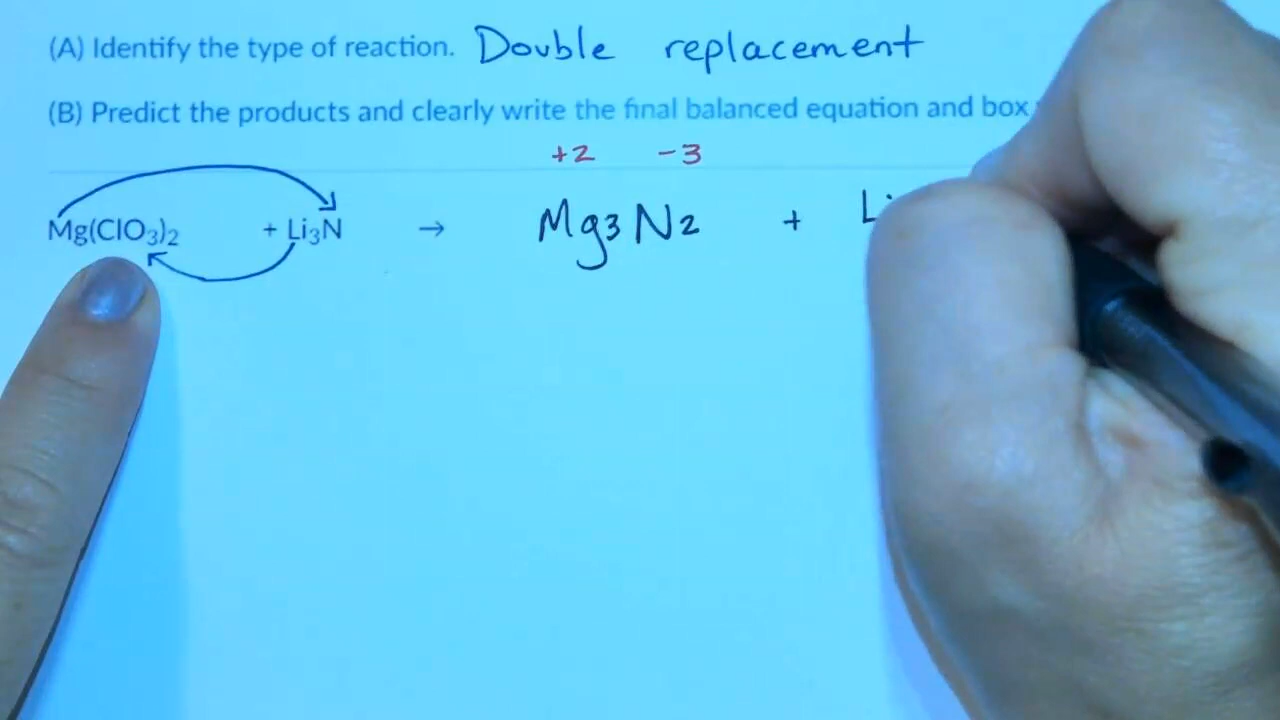 (A) Identify the type of reaction. Double replacement
(B) Predict the products and clearly write the final balanced equation and box
+2 -3
Mg(ClO3)2 + Li3N → Mg3N2 + Li